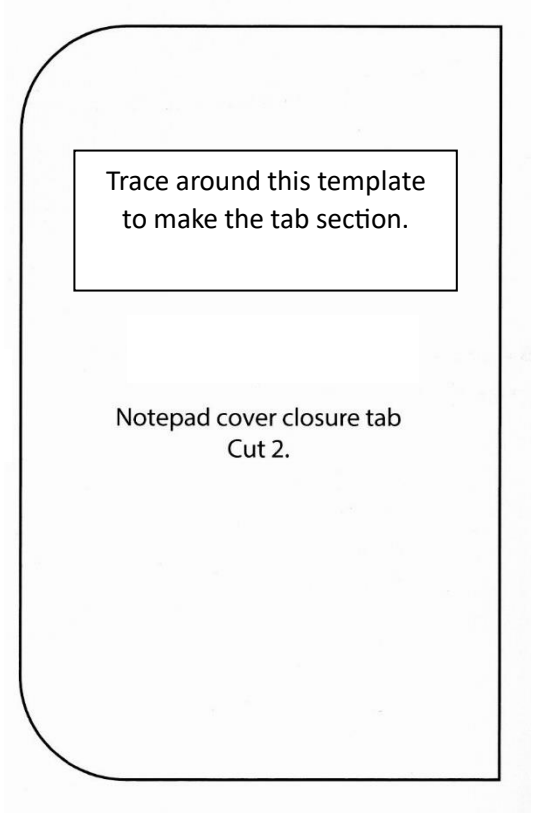 Trace around this template
to make the tab section.
Notepad cover closure tab
Cut 2.